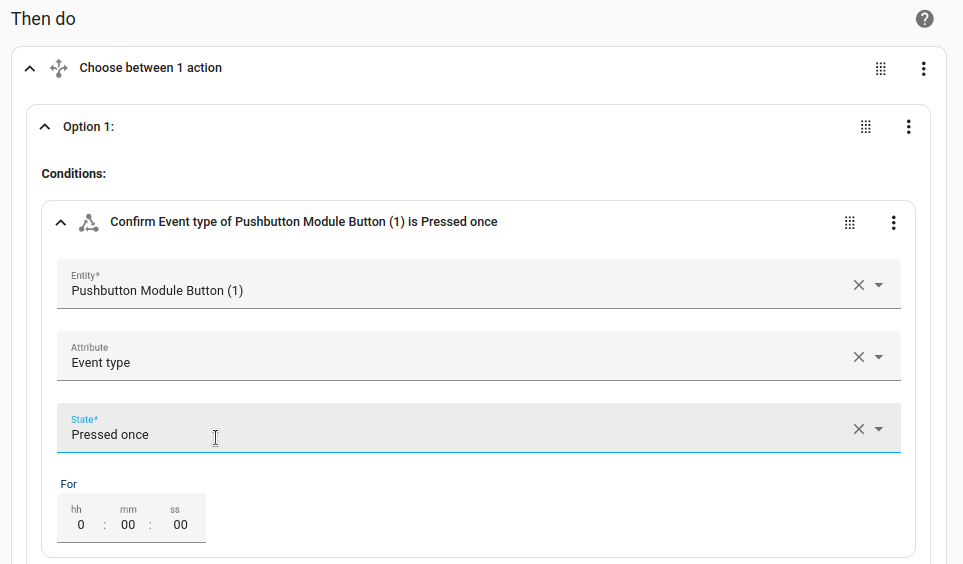 Then do
Choose between 1 action
Option 1:
Conditions:
Confirm Event type of Pushbutton Module Button (1) is Pressed once
Entity*
Pushbutton Module Button (1)
Attribute
Event type
State*
Pressed once
For
hh mm ss
0 : 00 : 00